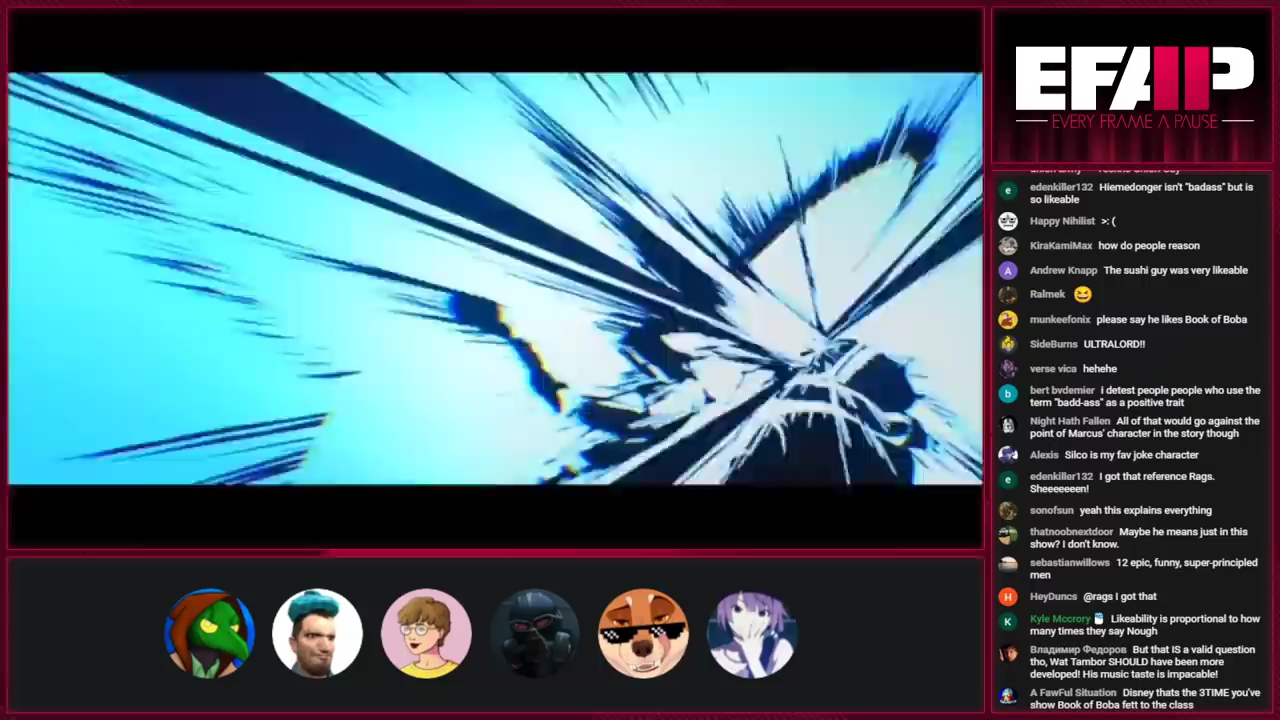 EFAP
EVERY FRAME A PAUSE
edenkiller132 Hiemedonger isn't "badass" but is
so likeable
Happy Nihilist >: (
KiraKamiMax how do people reason
A
Andrew Knapp The sushi guy was very likeable
Ralmek
munkeefonix please say he likes Book of Boba
SideBurns ULTRALORD!!
verse vica hehehe
b
bert bvdemier i detest people people who use the
term "badd-ass" as a positive trait
Night Hath Fallen All of that would go against the
point of Marcus' character in the story though
Alexis Silco is my fav joke character
e
edenkiller132 I got that reference Rags.
Sheeeeeeen!
sonofsun yeah this explains everything
thatnoobnextdoor Maybe he means just in this
show? I don't know.
sebastianwillows 12 epic, funny, super-principled
men
H
HeyDuncs @rags I got that
K
Kyle Mccrory Likeability is proportional to how
many times they say Nough
Владимир Федоров But that IS a valid question
tho, Wat Tambor SHOULD have been more
developed! His music taste is impacable!
A FawFul Situation Disney thats the 3TIME you've
show Book of Boba fett to the class